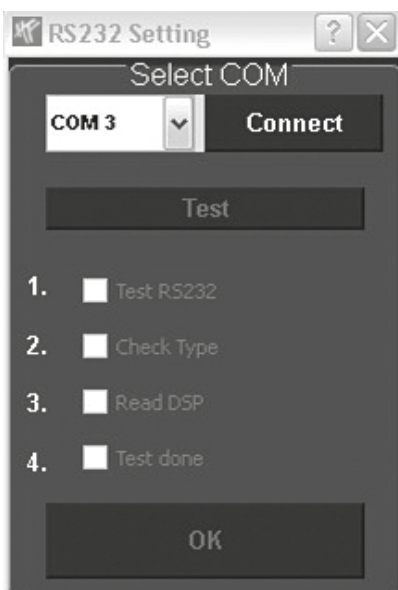 RS232 Setting
Select COM
COM 3 Connect
Test
1. Test RS232
2. Check Type
3. Read DSP
4. Test done
OK